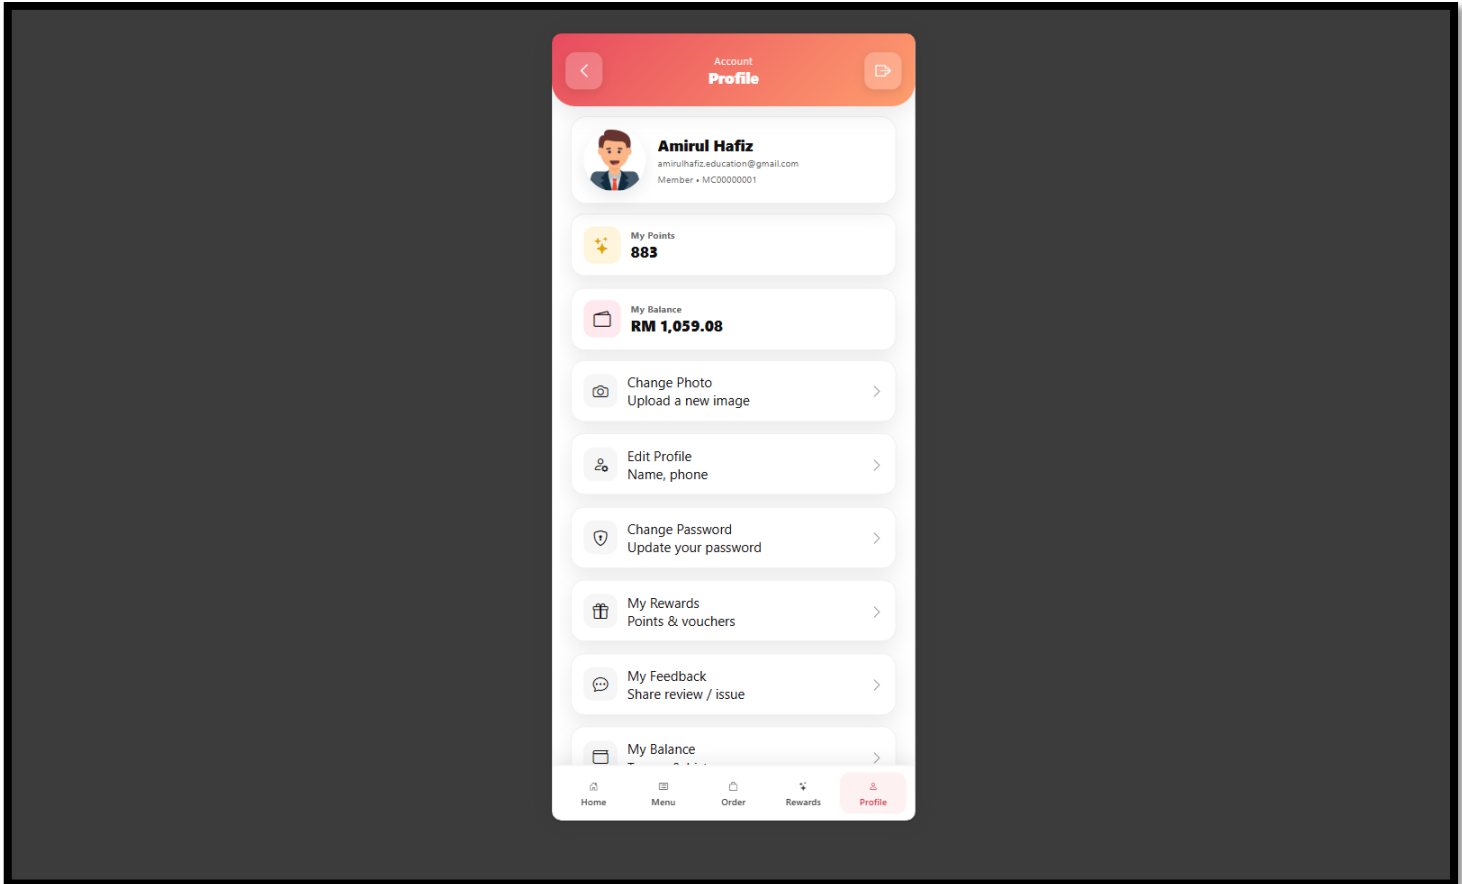 Account
Profile
Amirul Hafiz
amirulhafiz.education@gmail.com
Member • MC00000001
My Points
883
My Balance
RM 1,059.08
Change Photo
Upload a new image
Edit Profile
Name, phone
Change Password
Update your password
My Rewards
Points & vouchers
My Feedback
Share review / issue
My Balance
Home
Menu
Order
Rewards
Profile